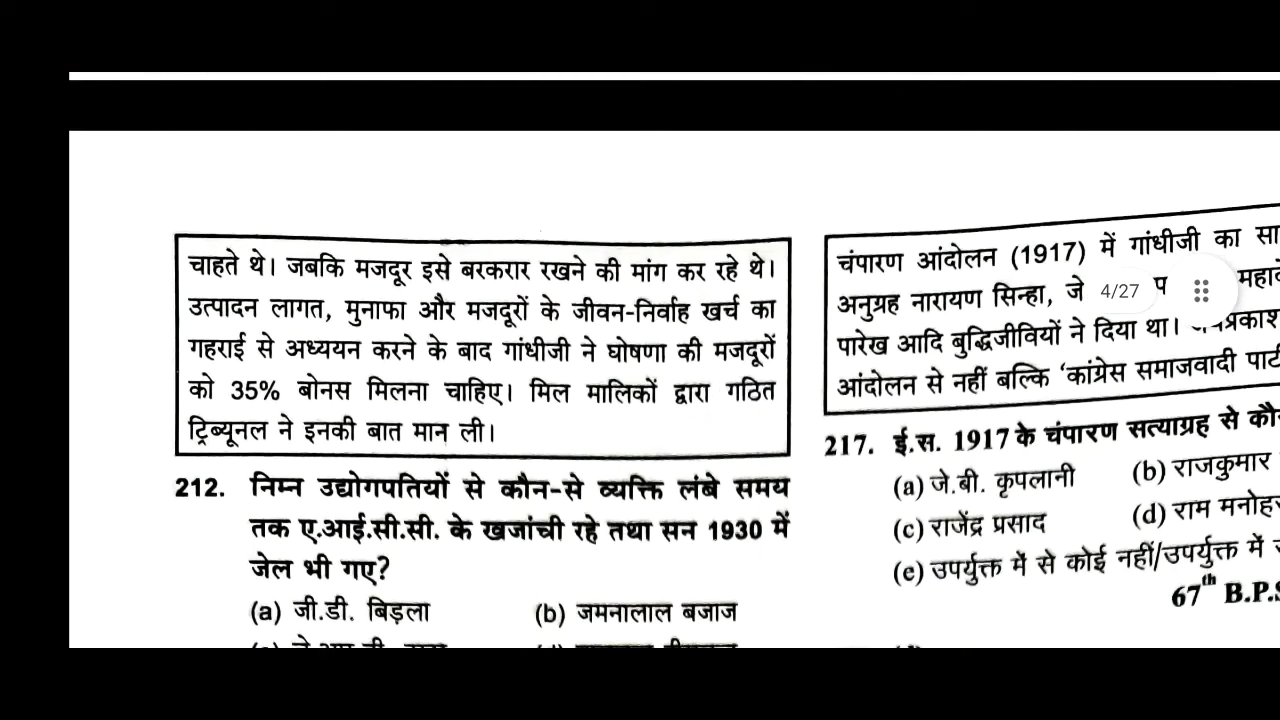 चाहते थे। जबकि मजदूर इसे बरकरार रखने की मांग कर रहे थे।
उत्पादन लागत, मुनाफा और मजदूरों के जीवन-निर्वाह खर्च का
गहराई से अध्ययन करने के बाद गांधीजी ने घोषणा की मजदूरों
को 35% बोनस मिलना चाहिए। मिल मालिकों द्वारा गठित
ट्रिब्यूनल ने इनकी बात मान ली।
212. निम्न उद्योगपतियों से कौन-से व्यक्ति लंबे समय
तक ए.आई.सी.सी. के खजांची रहे तथा सन 1930 में
जेल भी गए?
(a) जी.डी. बिड़ला (b) जमनालाल बजाज
चंपारण आंदोलन (1917) में गांधीजी का
अनुग्रह नारायण सिन्हा, जे
4/27
पारेख आदि बुद्धिजीवियों ने दिया था।
आंदोलन से नहीं बल्कि 'कांग्रेस समाजवादी
217. ई.स. 1917 के चंपारण सत्याग्रह से
(a) जे.बी. कृपलानी (b) राजकुमार
(c) राजेंद्र प्रसाद (d) राम
(e) उपर्युक्त में से कोई नहीं/उपर्युक्त में
67th B.P.